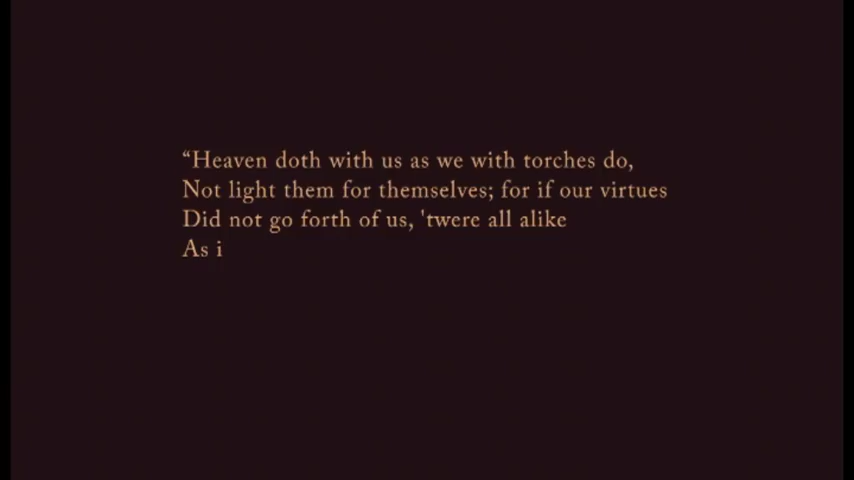 “Heaven doth with us as we with torches do,
Not light them for themselves; for if our virtues
Did not go forth of us, 'twere all alike
As i